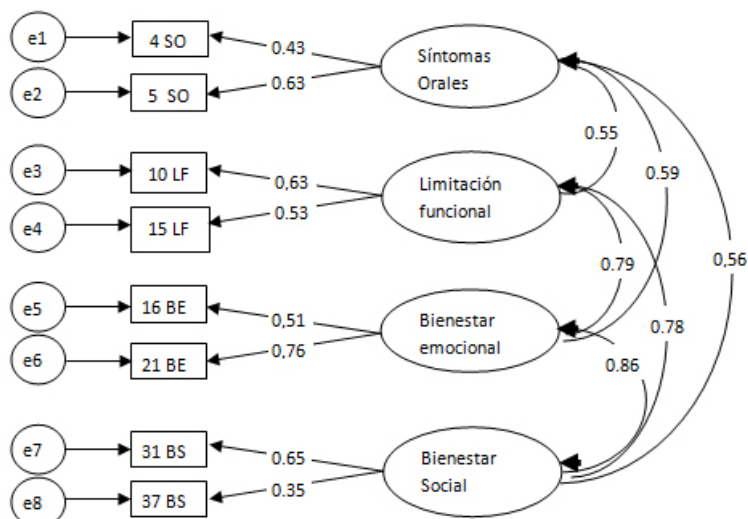 e1
4 SO
0.43
Síntomas
Orales
e2
5 SO
0.63
0.55
e3
10 LF
0,63
Limitación
funcional
0.59
e4
15 LF
0.53
0.79
0,56
e5
16 BE
0,51
Bienestar
emocional
0.78
e6
21 BE
0,76
0.86
e7
31 BS
0.65
Bienestar
Social
e8
37 BS
0.35